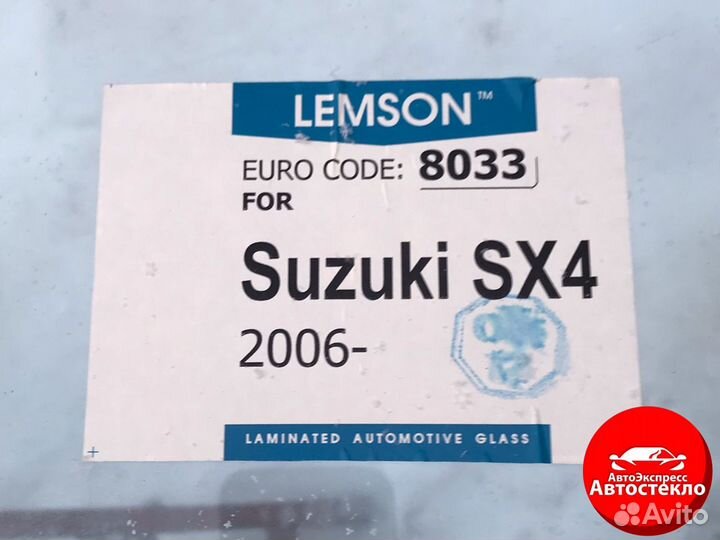 LEMSON™
EURO CODE: 8033
FOR
Suzuki SX4
2006-
LAMINATED AUTOMOTIVE GLASS
АвтоЭкспресс
Автостекло
Avito